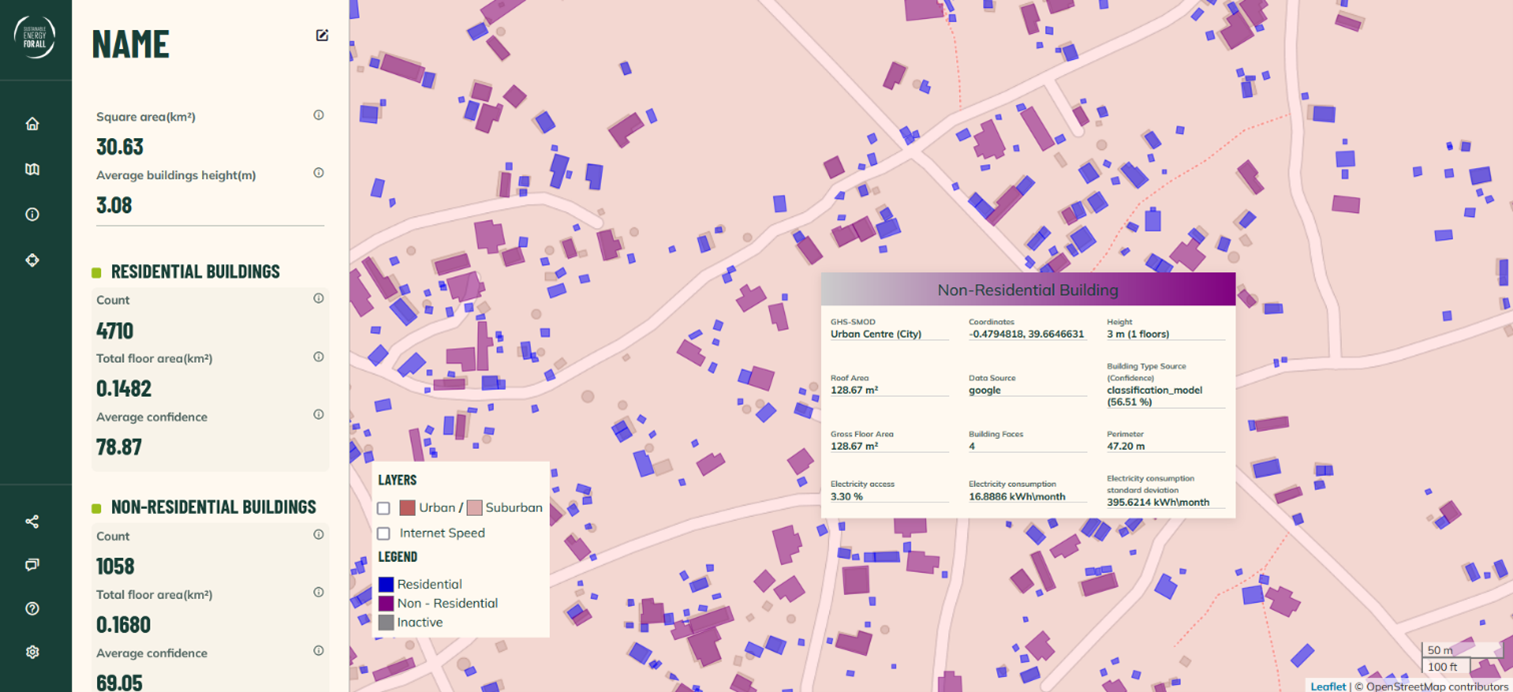 SUSTAINABLE
ENERGY
FOR ALL
NAME
Square area(km²)
30.63
Average buildings height(m)
3.08
RESIDENTIAL BUILDINGS
Count
4710
Total floor area(km²)
0.1482
Average confidence
78.87
NON-RESIDENTIAL BUILDINGS
Count
1058
Total floor area(km²)
0.1680
Average confidence
69.05
LAYERS
Urban / Suburban
Internet Speed
LEGEND
Residential
Non - Residential
Inactive
Non-Residential Building
GHS-SMOD
Urban Centre (City)
Coordinates
-0.4794818, 39.6646631
Height
3 m (1 floors)
Roof Area
128.67 m²
Data Source
google
Building Type Source
(Confidence)
classification_model
(56.51 %)
Gross Floor Area
128.67 m²
Building Faces
4
Perimeter
47.20 m
Electricity access
3.30 %
Electricity consumption
16.8886 kWh\month
Electricity consumption
standard deviation
395.6214 kWh\month
50 m
100 ft
Leaflet | © OpenStreetMap contributors